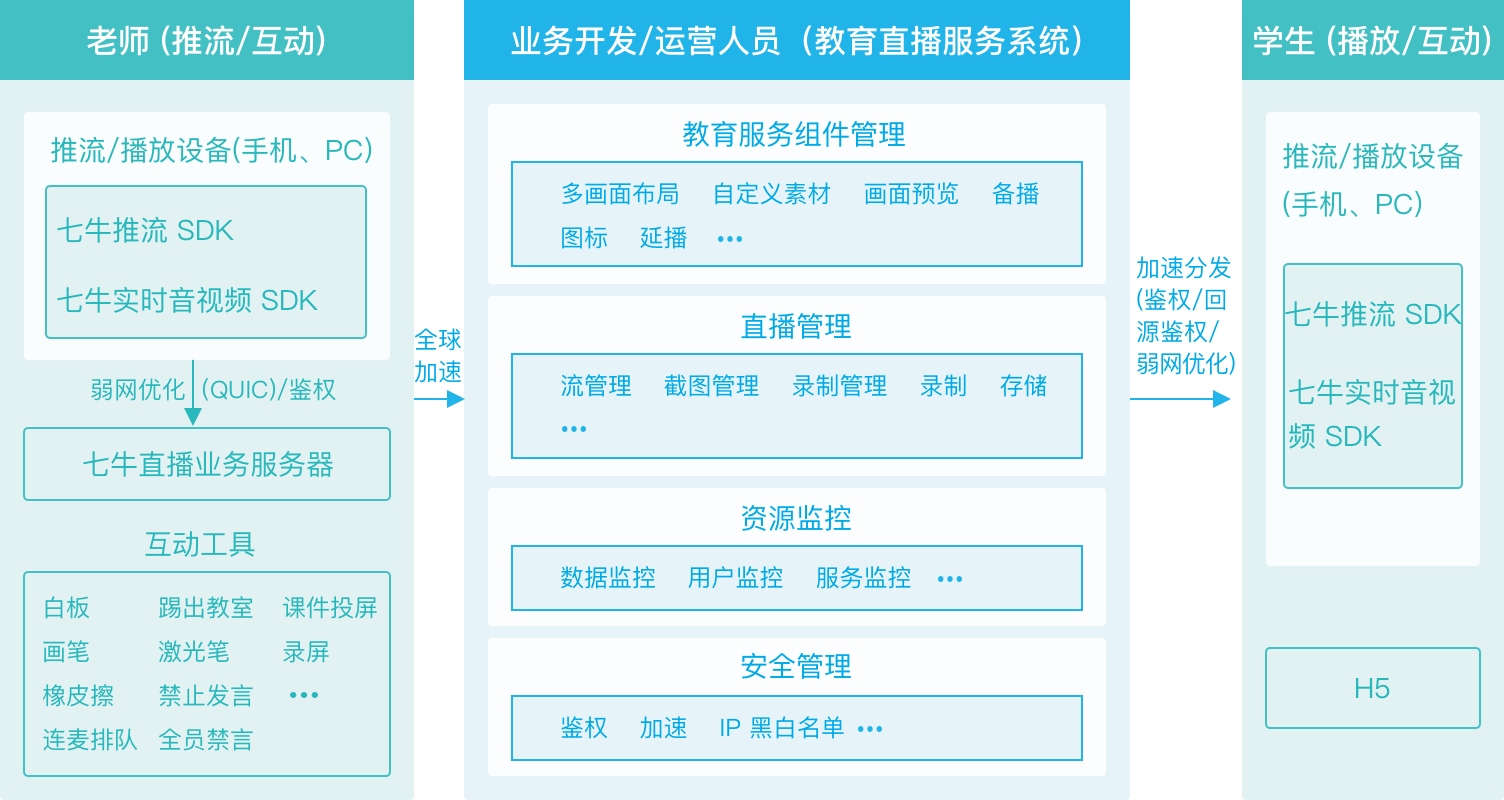 老师 (推流/互动)
推流/播放设备(手机、PC)
七牛推流 SDK
七牛实时音视频 SDK
弱网优化 (QUIC)/鉴权
七牛直播业务服务器
互动工具
白板 踢出教室 课件投屏
画笔 激光笔 录屏
橡皮擦 禁止发言 •••
连麦排队 全员禁言
全球
加速
业务开发/运营人员（教育直播服务系统）
教育服务组件管理
多画面布局 自定义素材 画面预览 备播
图标 延播 •••
直播管理
流管理 截图管理 录制管理 录制 存储
•••
资源监控
数据监控 用户监控 服务监控 •••
安全管理
鉴权 加速 IP 黑白名单 •••
加速分发
(鉴权/回
源鉴权/
弱网优化)
学生 (播放/互动)
推流/播放设备
(手机、PC)
七牛推流 SDK
七牛实时音视
频 SDK
H5